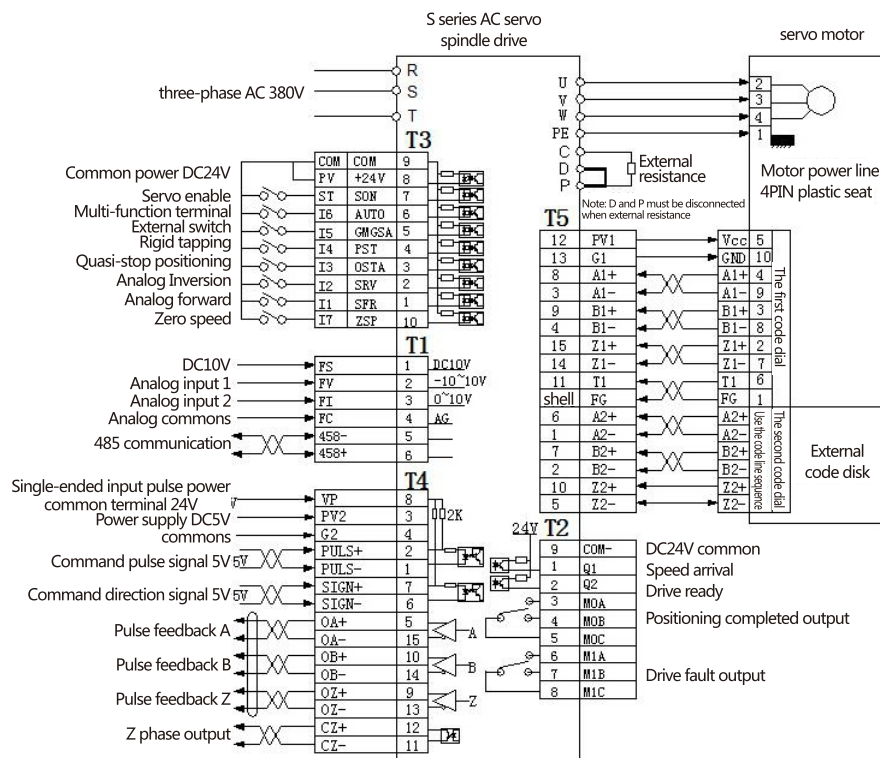 S series AC servo
spindle drive
servo motor
three-phase AC 380V
R
S
T
U
V
W
PE
C
D
P
2
3
4
1
External
resistance
Note: D and P must be disconnected
when external resistance
Motor power line
4PIN plastic seat
T3
Common power DC24V
COM COM 9
PV +24V 8
Servo enable ST SON 7
Multi-function terminal I6 AUTO 6
External switch I5 GMGSA 5
Rigid tapping I4 PST 4
Quasi-stop positioning I3 OSTA 3
Analog Inversion I2 SRV 2
Analog forward I1 SFR 1
Zero speed I7 ZSP 10
T1
DC10V FS 1 DC10V
Analog input 1 FV 2 -10~10V
Analog input 2 FI 3 0~10V
Analog commons FC 4 AG
485 communication
458- 5
458+ 6
T4
Single-ended input pulse power
common terminal 24V
VP 8
Power supply DC5V PV2 3
commons G2 4
2K
Command pulse signal 5V 5V
PULS+ 2
PULS- 1
Command direction signal 5V 5V
SIGN+ 7
SIGN- 6
Pulse feedback A
OA+ 5
OA- 15
A
Pulse feedback B
OB+ 10
OB- 14
B
Pulse feedback Z
OZ+ 9
OZ- 13
Z
Z phase output
CZ+ 12
CZ- 11
T5
12 PV1 Vcc 5
13 G1 GND 10
8 A1+ A1+ 4
3 A1- A1- 9
9 B1+ B1+ 3
4 B1- B1- 8
15 Z1+ Z1+ 2
14 Z1- Z1- 7
11 T1 T1 6
shell FG FG 1
6 A2+ A2+
1 A2- A2-
7 B2+ B2+
2 B2- B2-
10 Z2+ Z2+
5 Z2- Z2-
The first code dial
The second code dial
Use the code line sequence
External
code disk
24V
T2
9 COM- DC24V common
1 Q1 Speed arrival
2 Q2 Drive ready
3 MOA
4 MOB Positioning completed output
5 MOC
6 M1A
7 M1B Drive fault output
8 M1C